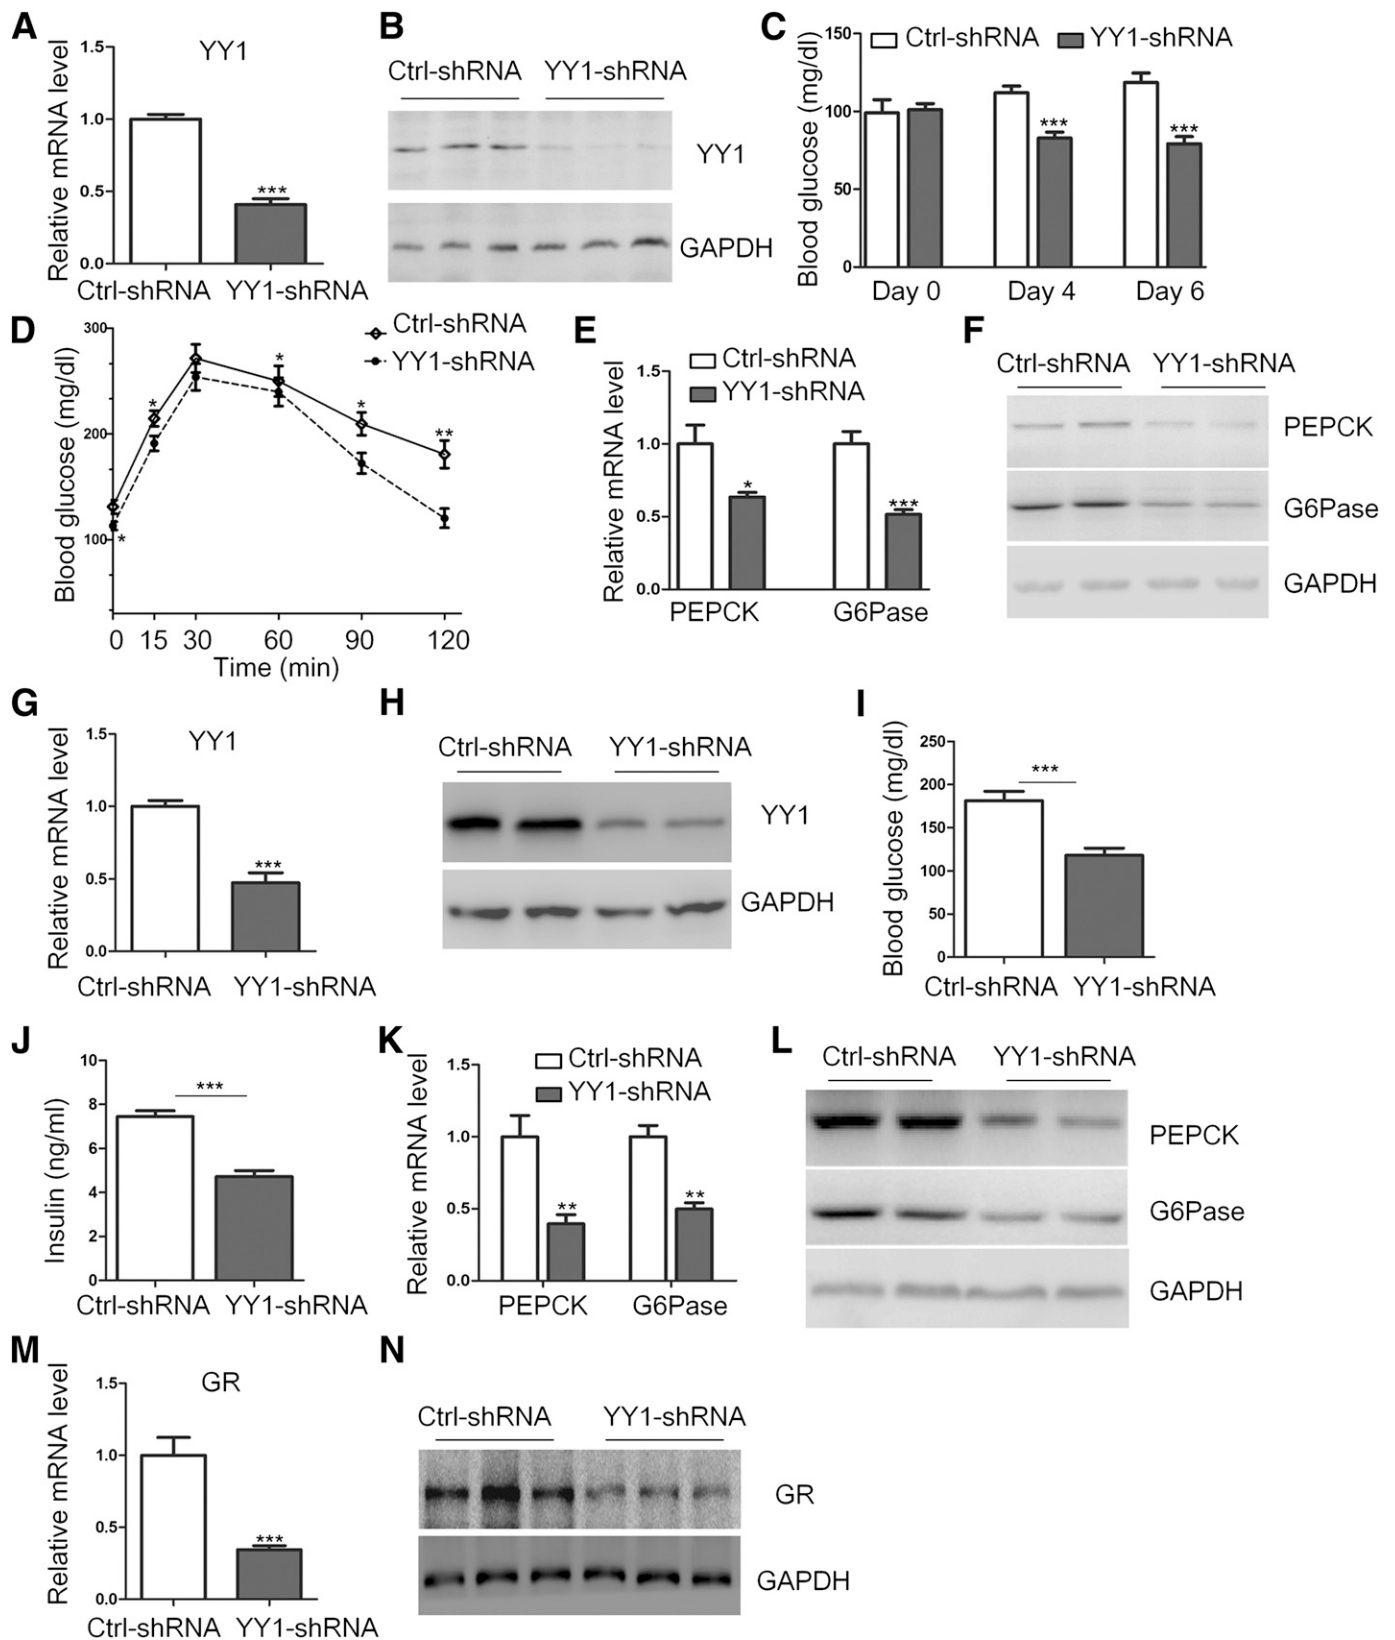 A
YY1
Relative mRNA level
1.5
1.0
0.5
0.0
***
Ctrl-shRNA YY1-shRNA
B
Ctrl-shRNA YY1-shRNA
YY1
GAPDH
C
Ctrl-shRNA YY1-shRNA
Blood glucose (mg/dl)
150
100
50
0
***
***
Day 0 Day 4 Day 6
D
Ctrl-shRNA
YY1-shRNA
Blood glucose (mg/dl)
300
200
100
*
*
*
*
**
0 15 30 60 90 120
Time (min)
E
Ctrl-shRNA
YY1-shRNA
Relative mRNA level
1.5
1.0
0.5
0.0
*
***
PEPCK G6Pase
F
Ctrl-shRNA YY1-shRNA
PEPCK
G6Pase
GAPDH
G
YY1
Relative mRNA level
1.5
1.0
0.5
0.0
***
Ctrl-shRNA YY1-shRNA
H
Ctrl-shRNA YY1-shRNA
YY1
GAPDH
I
Blood glucose (mg/dl)
250
200
150
100
50
0
***
Ctrl-shRNA YY1-shRNA
J
Insulin (ng/ml)
10
8
6
4
2
0
***
Ctrl-shRNA YY1-shRNA
K
Ctrl-shRNA
YY1-shRNA
Relative mRNA level
1.5
1.0
0.5
0.0
**
**
PEPCK G6Pase
L
Ctrl-shRNA YY1-shRNA
PEPCK
G6Pase
GAPDH
M
GR
Relative mRNA level
1.5
1.0
0.5
0.0
***
Ctrl-shRNA YY1-shRNA
N
Ctrl-shRNA YY1-shRNA
GR
GAPDH